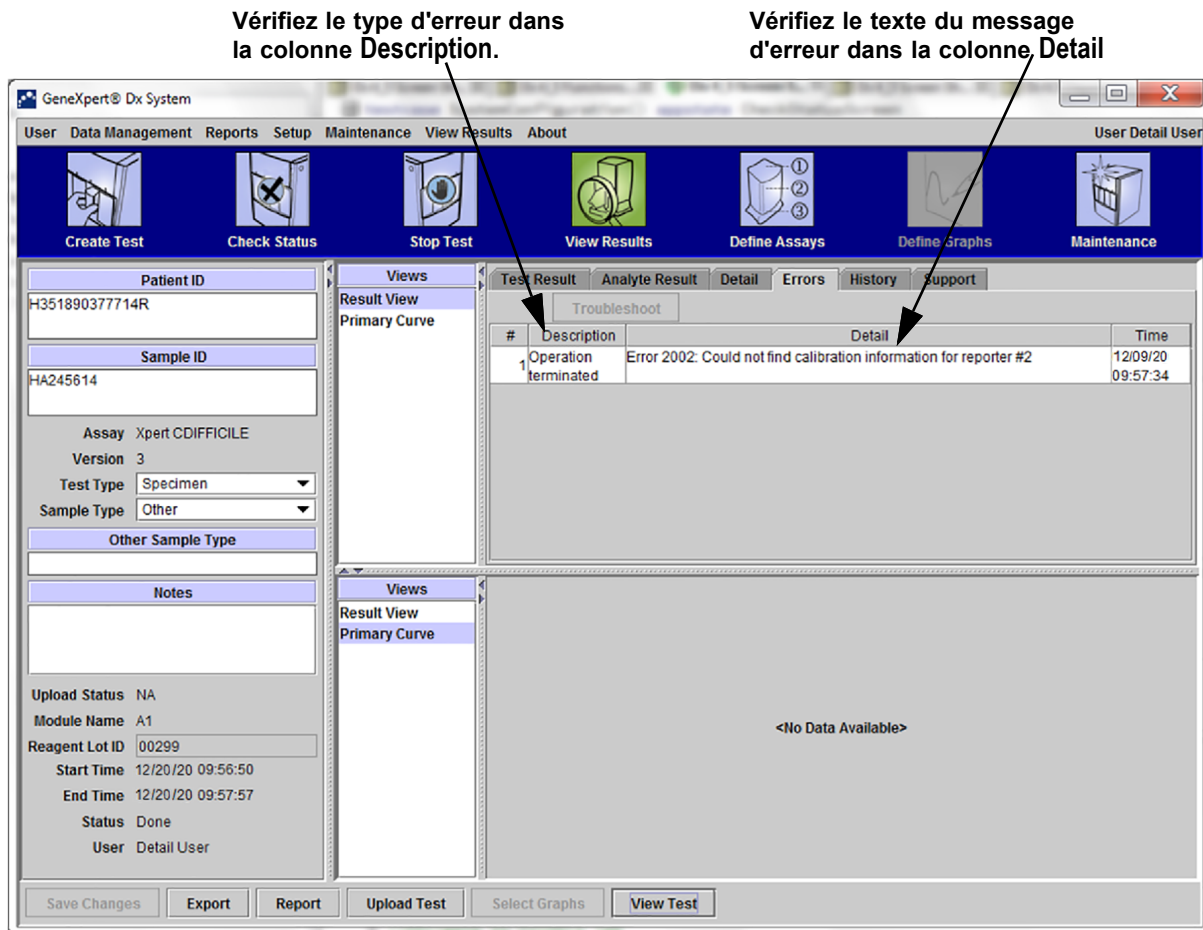 Vérifiez le type d'erreur dans
la colonne Description.
Vérifiez le texte du message
d'erreur dans la colonne Detail
GeneXpert® Dx System
User Data Management Reports Setup Maintenance View Results About
User Detail User
Create Test
Check Status
Stop Test
View Results
Define Assays
Define Graphs
Maintenance
Patient ID
H351890377714R
Sample ID
HA245614
Assay Xpert CDIFFICILE
Version 3
Test Type Specimen
Sample Type Other
Other Sample Type
Notes
Upload Status NA
Module Name A1
Reagent Lot ID 00299
Start Time 12/20/20 09:56:50
End Time 12/20/20 09:57:57
Status Done
User Detail User
Views
Result View
Primary Curve
Test Result Analyte Result Detail Errors History Support
Troubleshoot
# Description Detail Time
1 Operation terminated Error 2002: Could not find calibration information for reporter #2 12/09/20 09:57:34
Views
Result View
Primary Curve
<No Data Available>
Save Changes Export Report Upload Test Select Graphs View Test